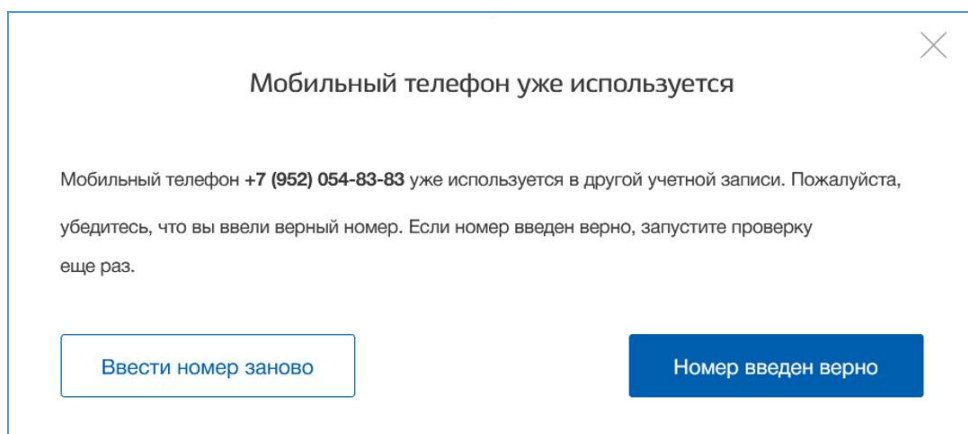 Мобильный телефон уже используется
Мобильный телефон +7 (952) 054-83-83 уже используется в другой учетной записи. Пожалуйста,
убедитесь, что вы ввели верный номер. Если номер введен верно, запустите проверку
еще раз.
Ввести номер заново
Номер введен верно